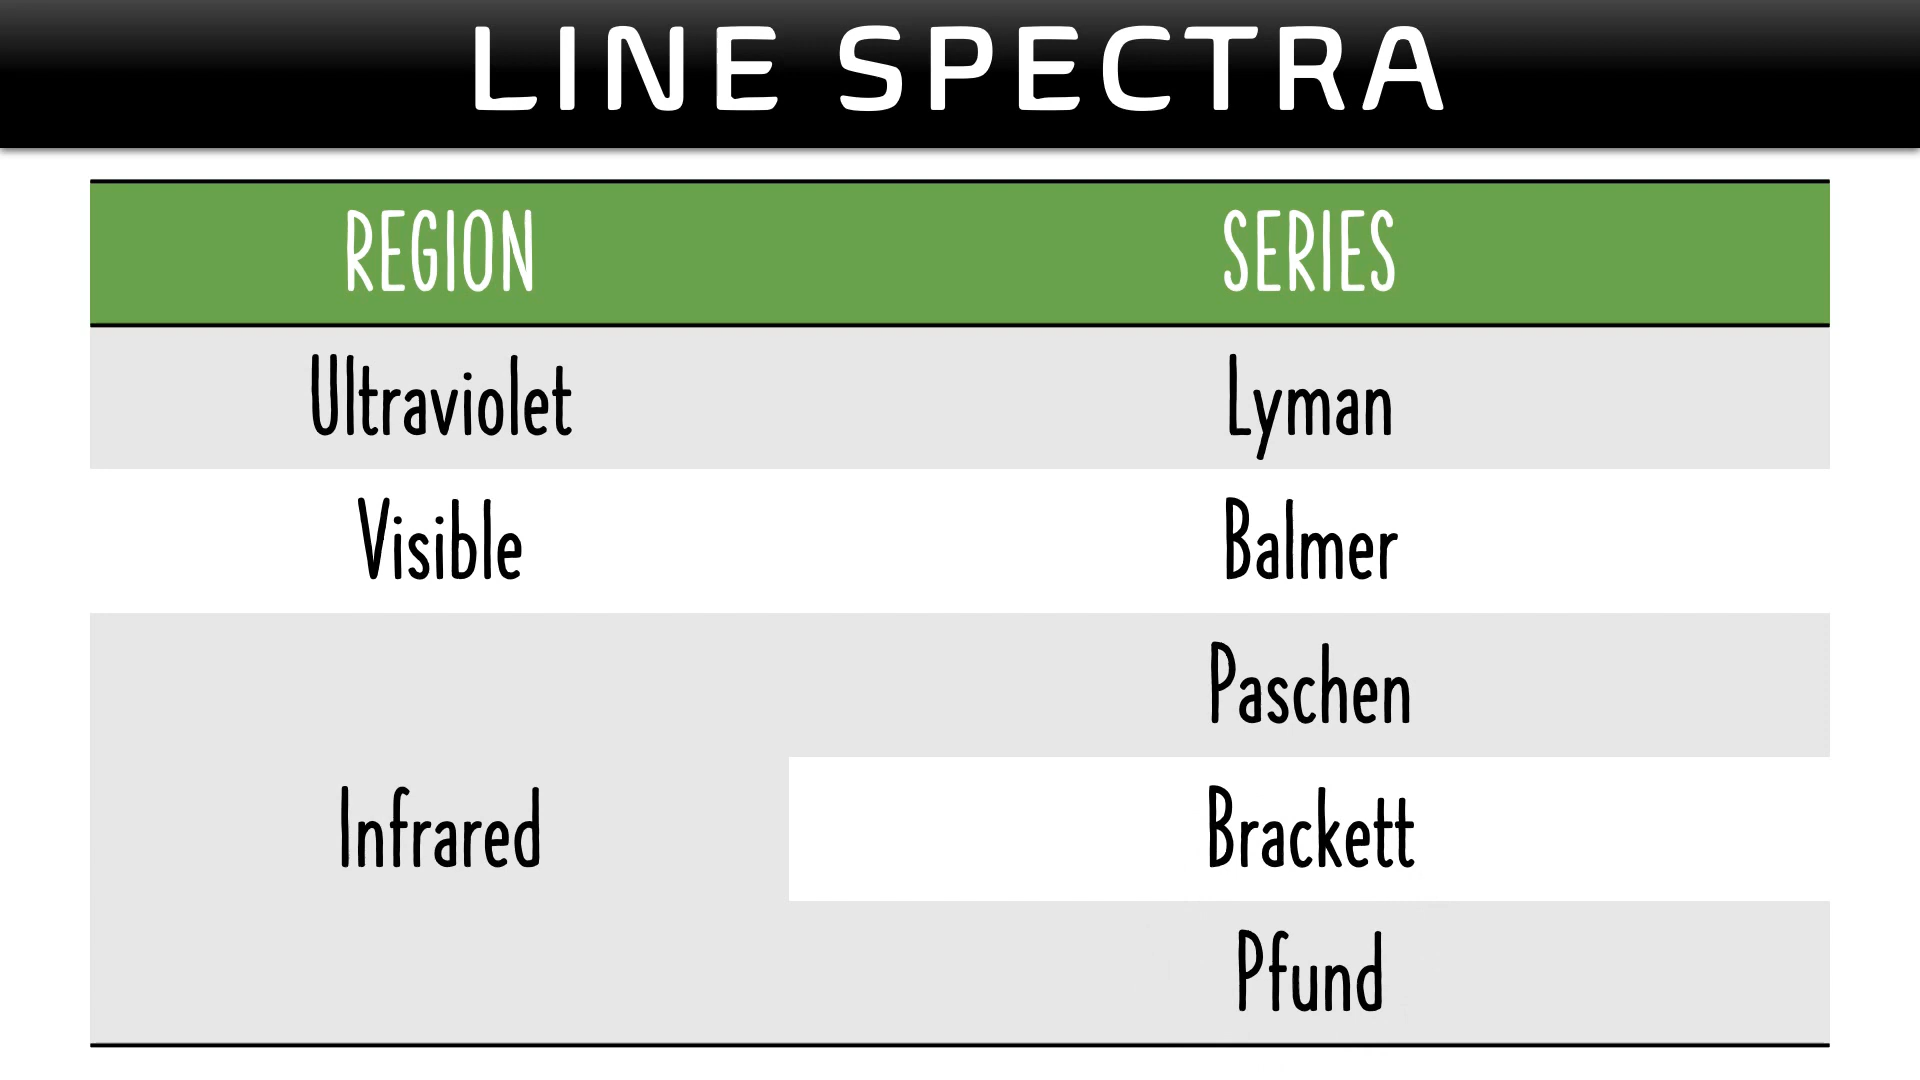 LINE SPECTRA
REGION SERIES
Ultraviolet Lyman
Visible Balmer
Paschen
Infrared Brackett
Pfund